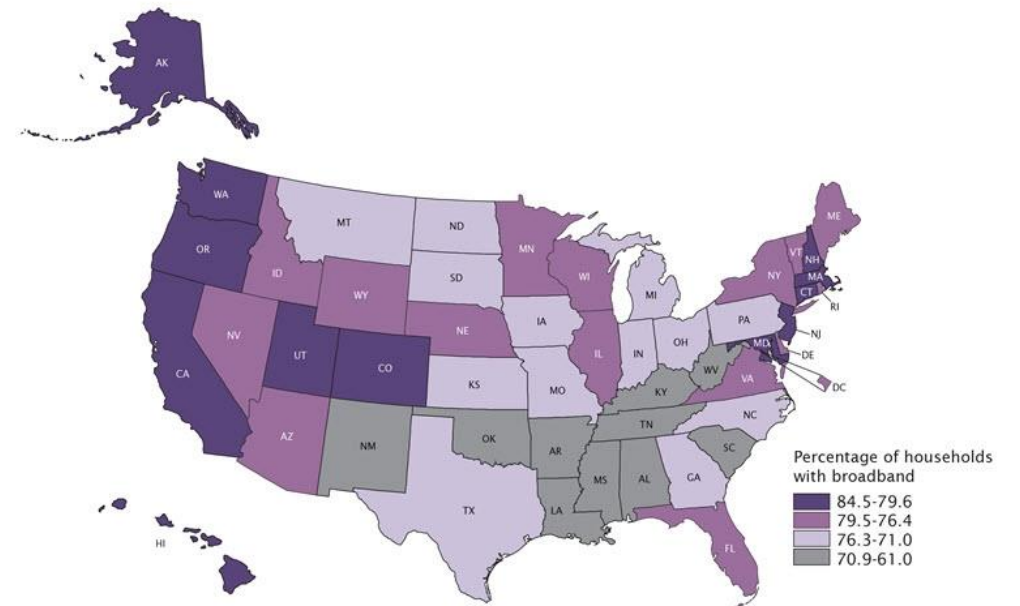 AK
WA
MT
ND
OR
ID
SD
MN
WI
MI
ME
VT
NH
NY
MA
CT
RI
WY
NV
NE
IA
PA
NJ
CA
UT
CO
IL
IN
OH
MD
DE
DC
KS
MO
WV
VA
KY
AZ
NM
OK
AR
TN
NC
SC
MS
AL
GA
LA
TX
FL
HI
Percentage of households
with broadband
84.5-79.6
79.5-76.4
76.3-71.0
70.9-61.0